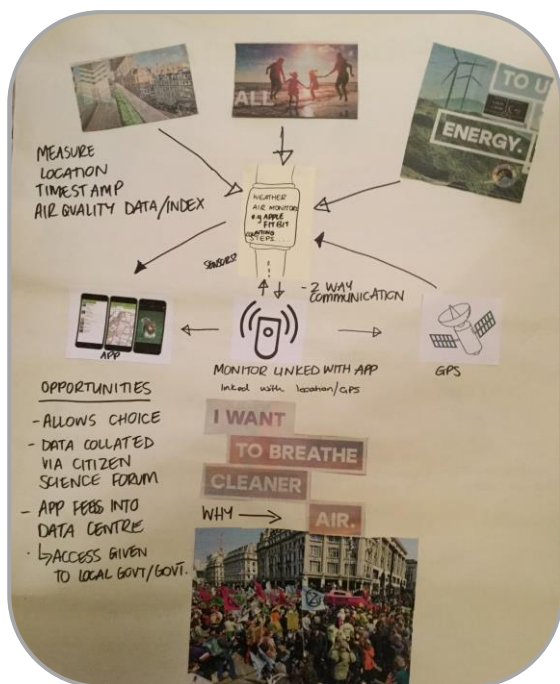 ALL
TO U
ENERGY.
MEASURE
LOCATION
TIMESTAMP
AIR QUALITY DATA/INDEX
WEATHER
AIR MONITOR
e.g APPLE
FITBIT
COUNTING
STEPS...
SENSORS?
- 2 WAY
COMMUNICATION
APP
MONITOR LINKED WITH APP
linked with location/GPS
GPS
OPPORTUNITIES
- ALLOWS CHOICE
- DATA COLLATED
VIA CITIZEN
SCIENCE FORUM
- APP FEEDS INTO
DATA CENTRE
↳ ACCESS GIVEN
TO LOCAL GOVT/GOVT.
I WANT
TO BREATHE
CLEANER
AIR.
WHY →